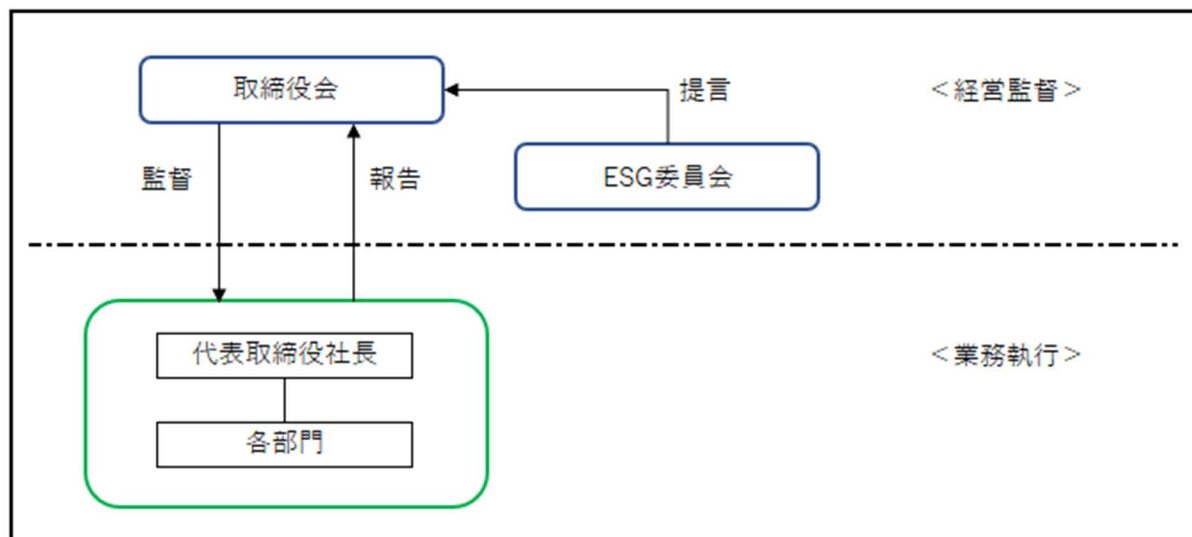 取締役会
提言
＜経営監督＞
ESG委員会
監督
報告
代表取締役社長
＜業務執行＞
各部門